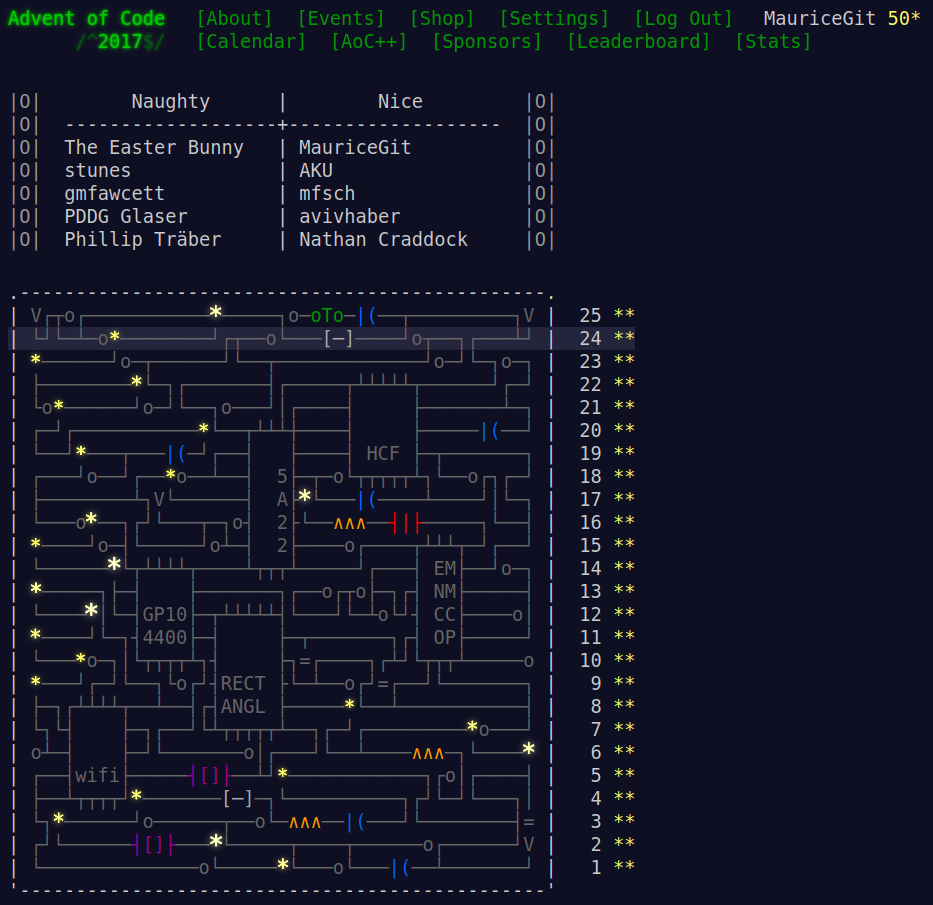 Advent of Code [About] [Events] [Shop] [Settings] [Log Out] MauriceGit 50*
/^2017$/ [Calendar] [AoC++] [Sponsors] [Leaderboard] [Stats]
|O| Naughty | Nice |O|
|O| -------------------+------------------- |O|
|O| The Easter Bunny | MauriceGit |O|
|O| stunes | AKU |O|
|O| gmfawcett | mfsch |O|
|O| PDDG Glaser | avivhaber |O|
|O| Phillip Träber | Nathan Craddock |O|
25 **
24 **
23 **
22 **
21 **
20 **
HCF 19 **
5 18 **
A 17 **
2 16 **
2 15 **
EM 14 **
NM 13 **
GP10 CC 12 **
4400 OP 11 **
10 **
RECT 9 **
ANGL 8 **
7 **
6 **
wifi 5 **
4 **
3 **
2 **
1 **